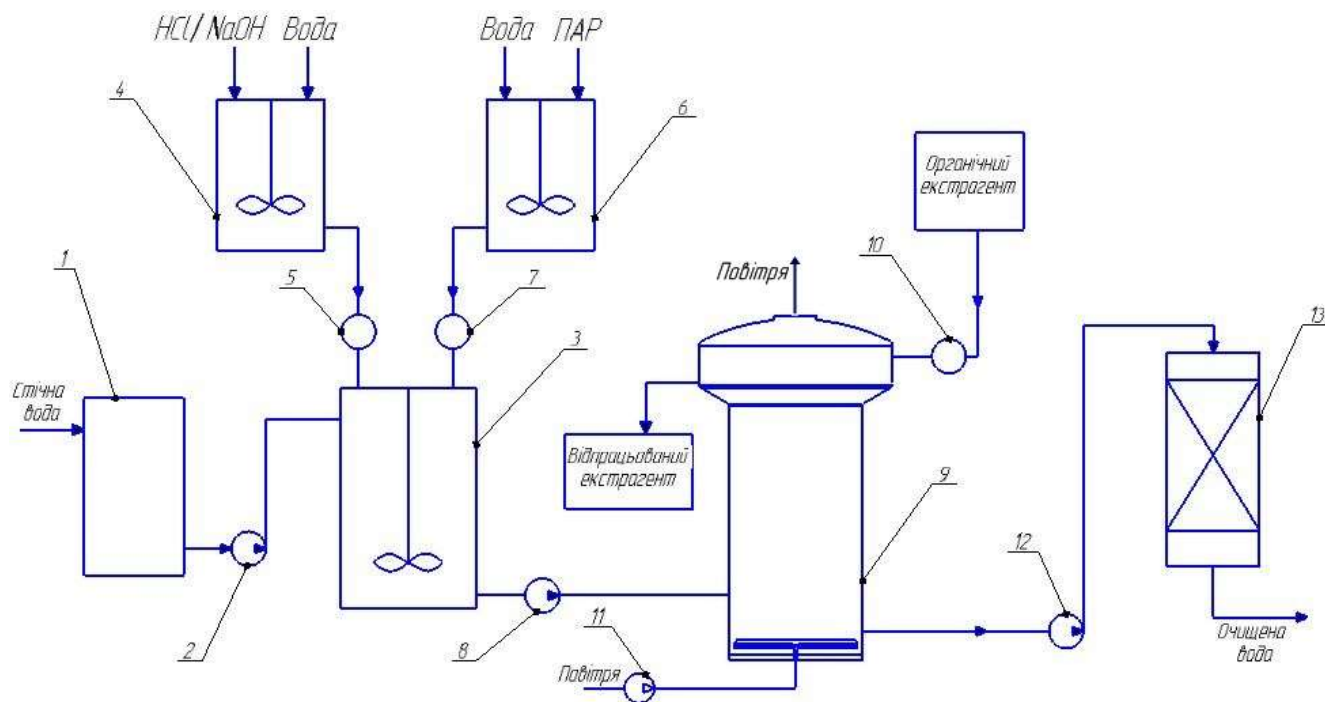 HCl/NaOH Вода
Вода ПАР
4
6
Органічний
екстрагент
1
5
7
10
Повітря
3
13
Стічна
вода
Відпрацьований
екстрагент
9
12
2
8
11
Повітря
Очищена
вода